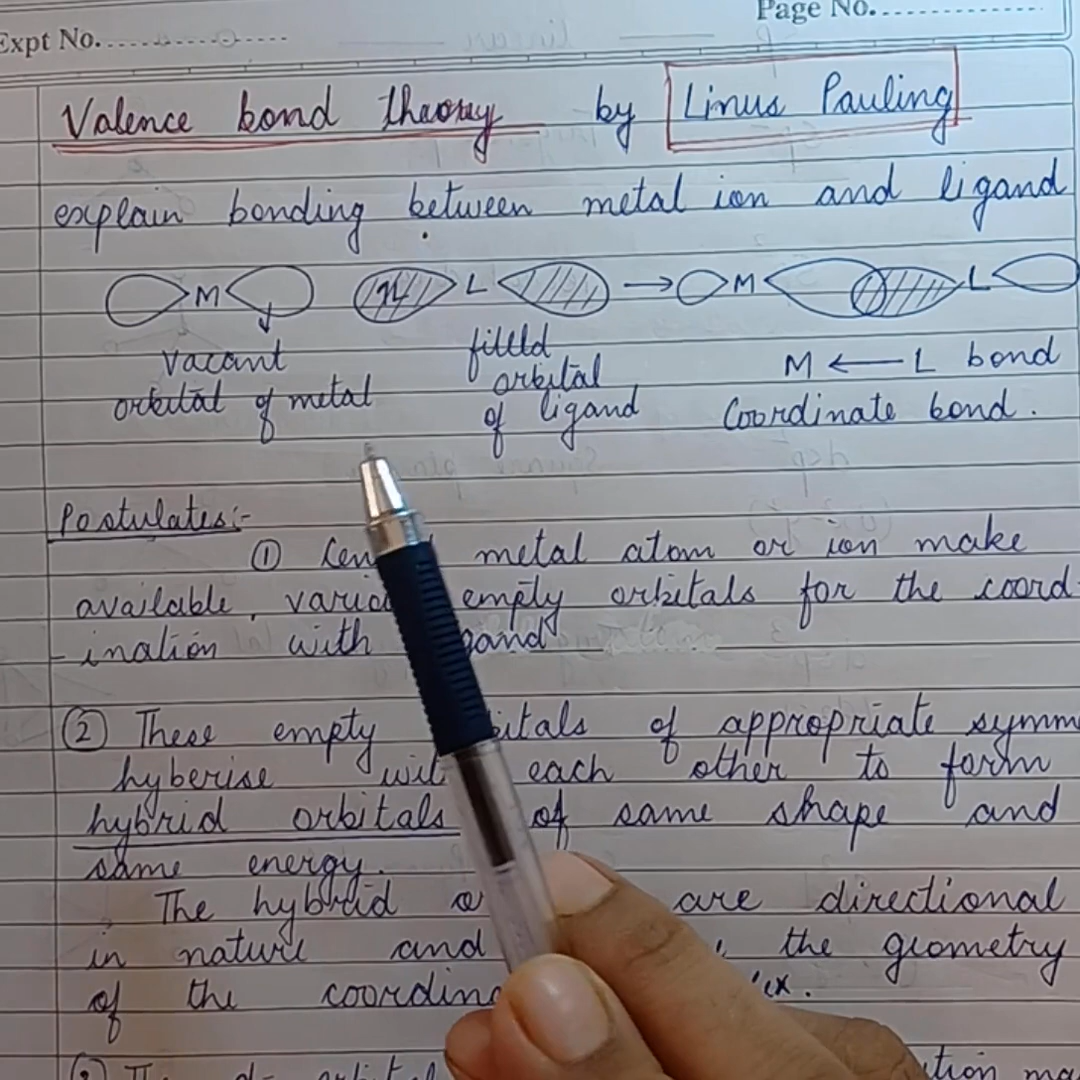 Page No.
Expt No.
Valence bond theory by Linus Pauling
explain bonding between metal ion and ligand
M L → M L
vacant filled M ← L bond
orbital of metal orbital of ligand Coordinate bond.
Postulates:-
① metal atom or ion make
available, empty orbitals for the coord-
-ination with
② These empty of appropriate symm
hyberise each other to form
hybrid orbitals of same shape and
same energy.
The hybrid are directional
in nature and the geometry
of the